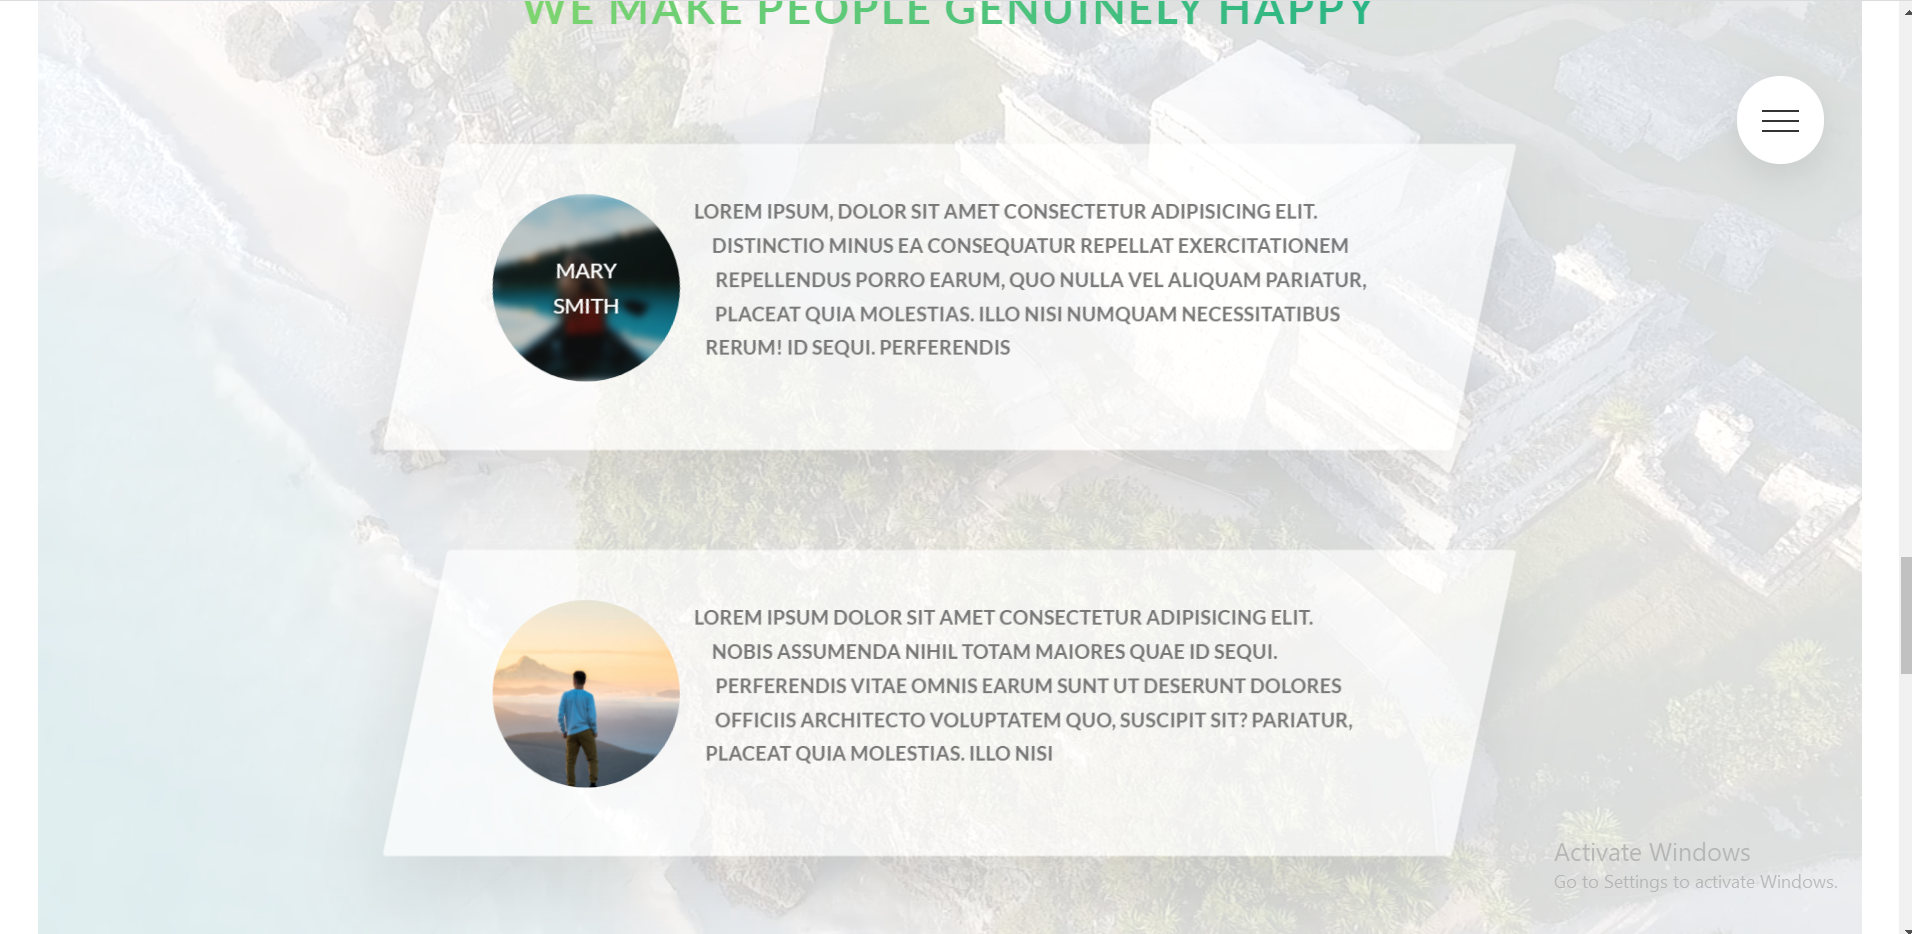 WE MAKE PEOPLE GENUINELY HAPPY
MARY
SMITH
LOREM IPSUM, DOLOR SIT AMET CONSECTETUR ADIPISICING ELIT.
DISTINCTIO MINUS EA CONSEQUATUR REPELLAT EXERCITATIONEM
REPELLENDUS PORRO EARUM, QUO NULLA VEL ALIQUAM PARIATUR,
PLACEAT QUIA MOLESTIAS. ILLO NISI NUMQUAM NECESSITATIBUS
RERUM! ID SEQUI. PERFERENDIS
LOREM IPSUM DOLOR SIT AMET CONSECTETUR ADIPISICING ELIT.
NOBIS ASSUMENDA NIHIL TOTAM MAIORES QUAE ID SEQUI.
PERFERENDIS VITAE OMNIS EARUM SUNT UT DESERUNT DOLORES
OFFICIIS ARCHITECTO VOLUPTATEM QUO, SUSCIPIT SIT? PARIATUR,
PLACEAT QUIA MOLESTIAS. ILLO NISI
Activate Windows
Go to Settings to activate Windows.